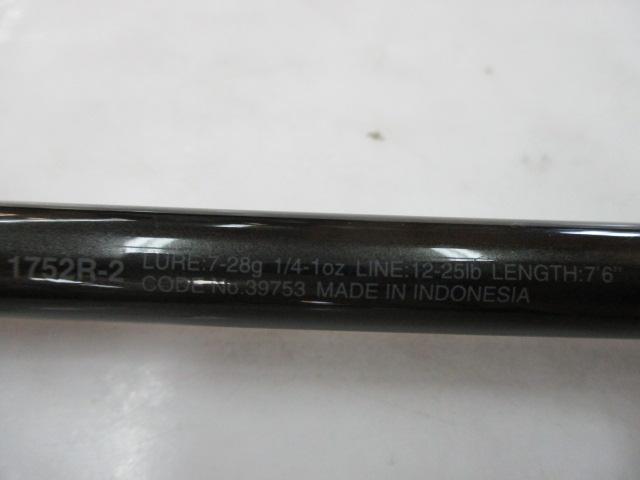 1752R-2 LURE:7-28g 1/4-1oz LINE:12-25lb LENGTH:7'6"
CODE No.39753 MADE IN INDONESIA